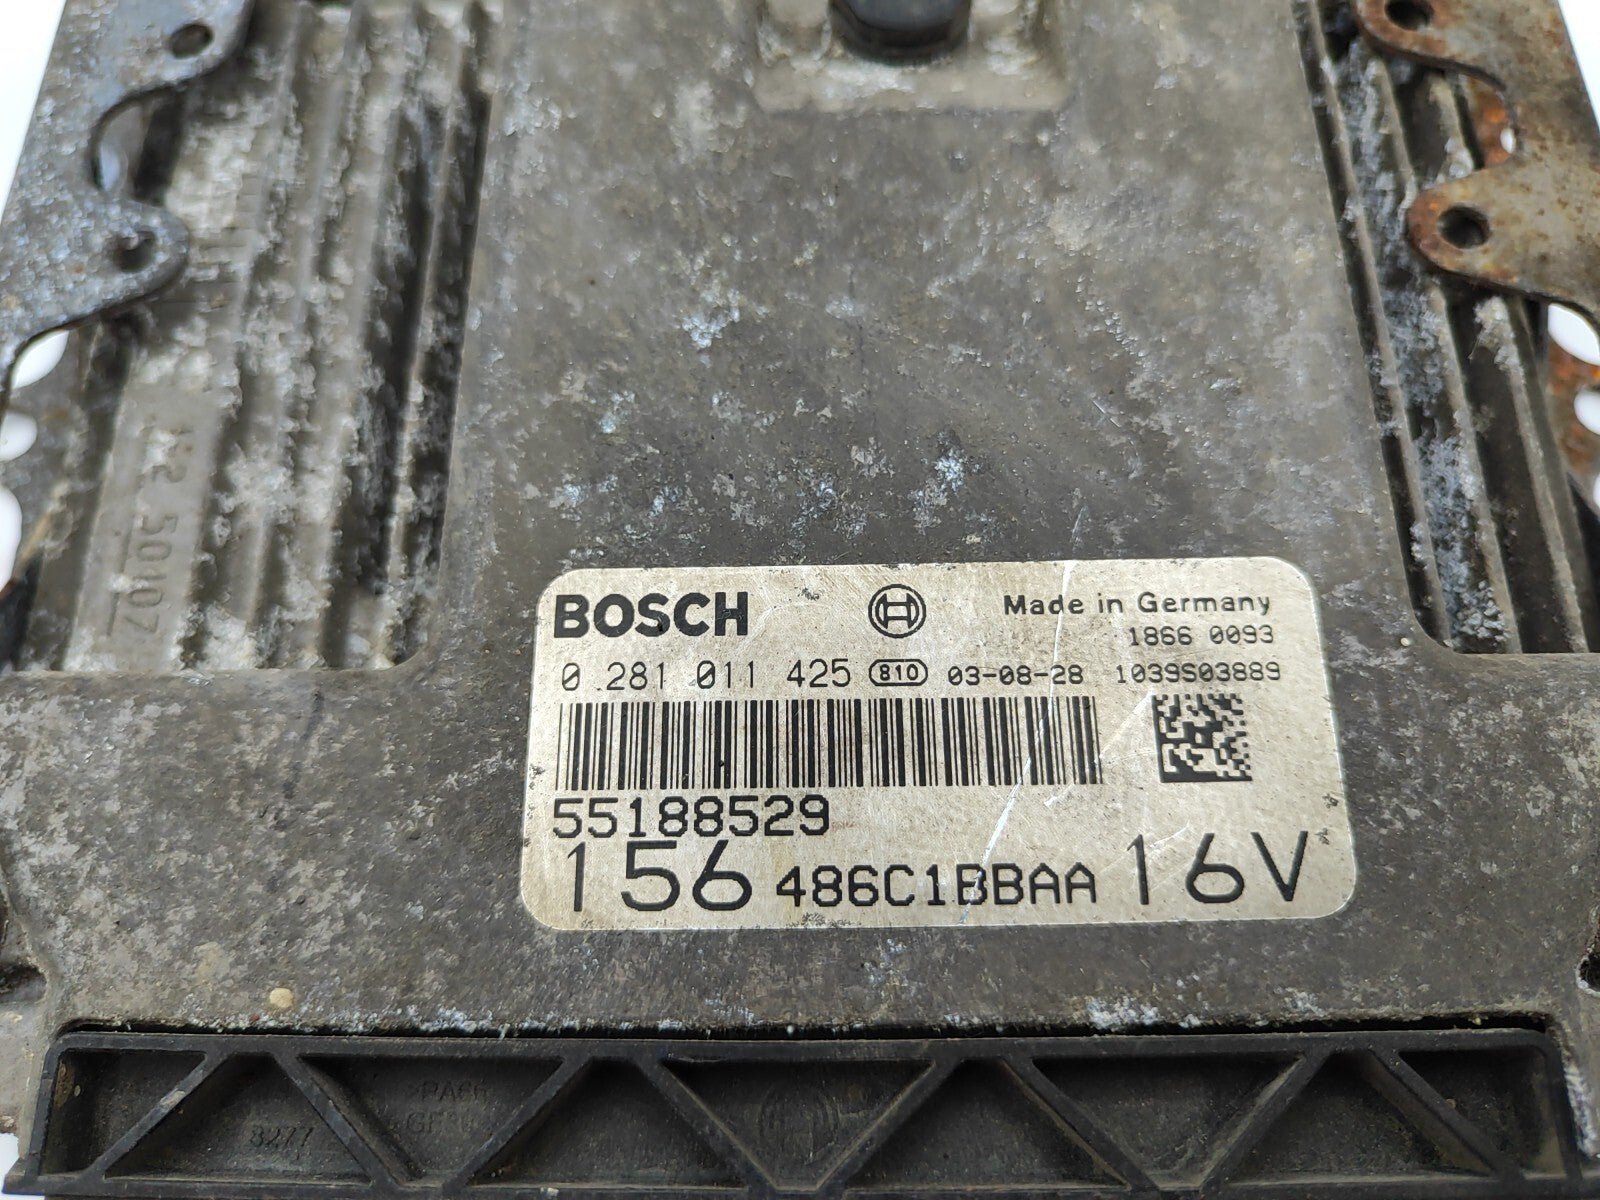 BOSCH Made in Germany
1866 0093
0 281 011 425 810 03-08-28 1039S03889
55188529
156 486C1BBAA 16V
8277